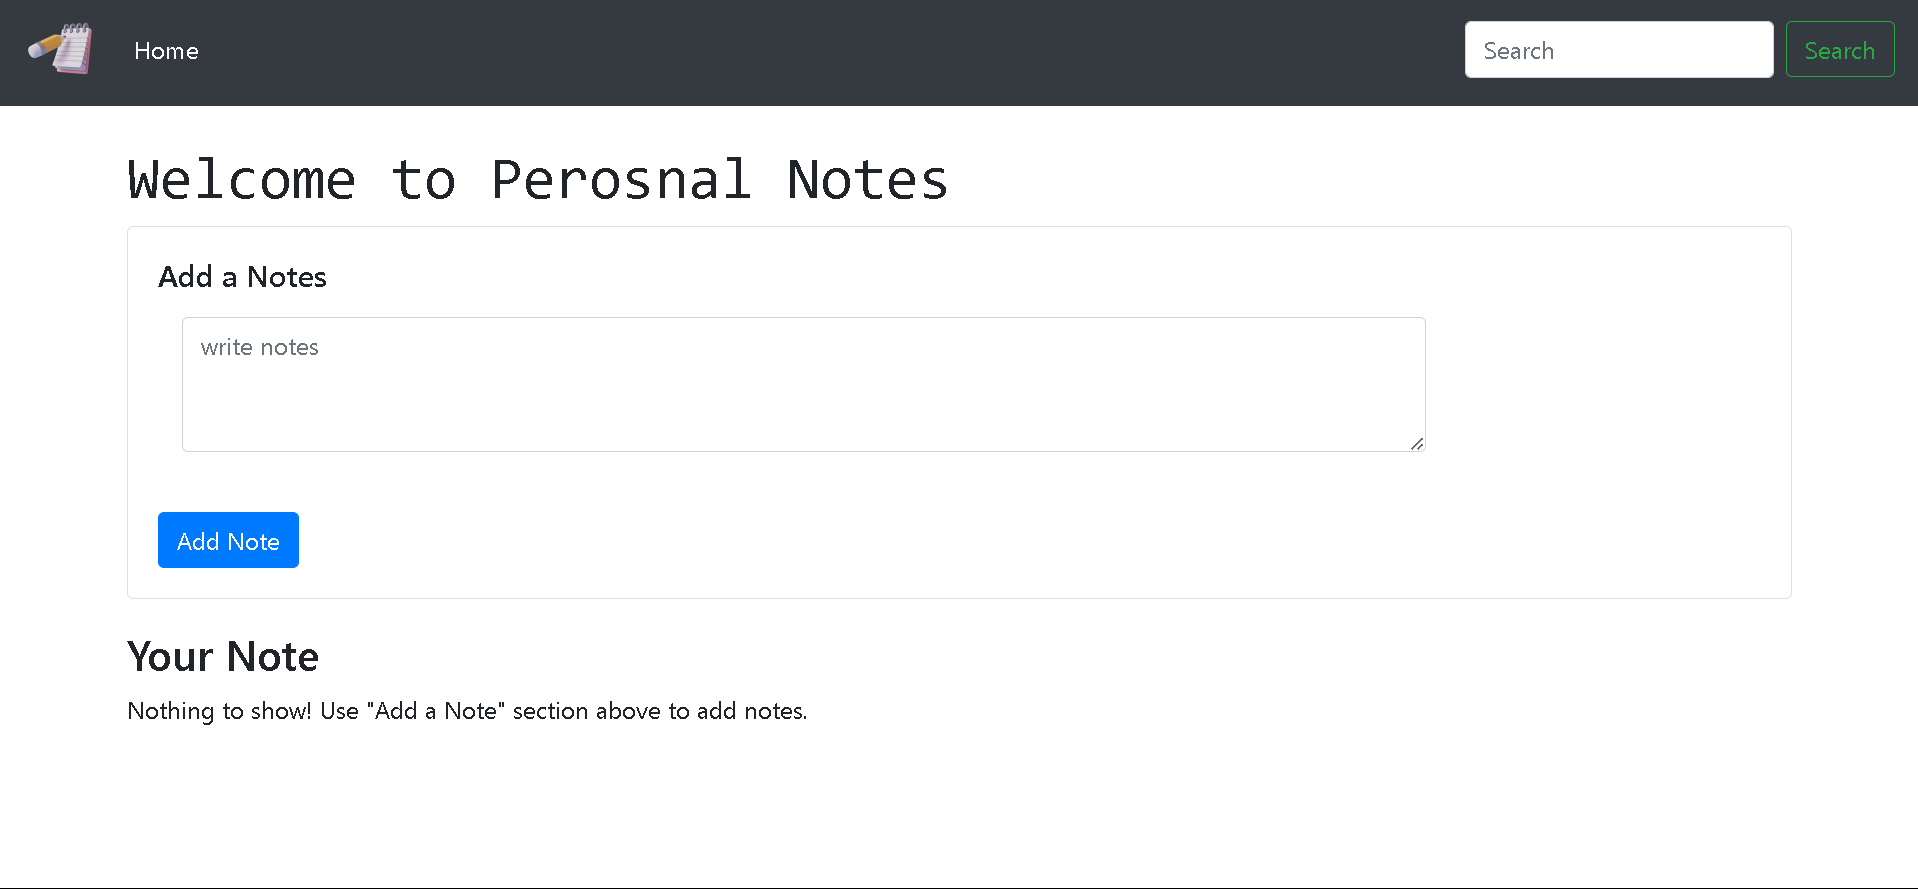 Home
Search
Search
Welcome to Perosnal Notes
Add a Notes
write notes
Add Note
Your Note
Nothing to show! Use "Add a Note" section above to add notes.